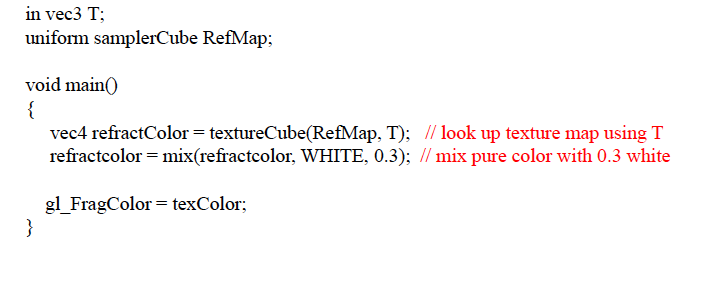 in vec3 T;
uniform samplerCube RefMap;
void main()
{
vec4 refractColor = textureCube(RefMap, T); // look up texture map using T
refractcolor = mix(refractcolor, WHITE, 0.3); // mix pure color with 0.3 white
gl_FragColor = texColor;
}